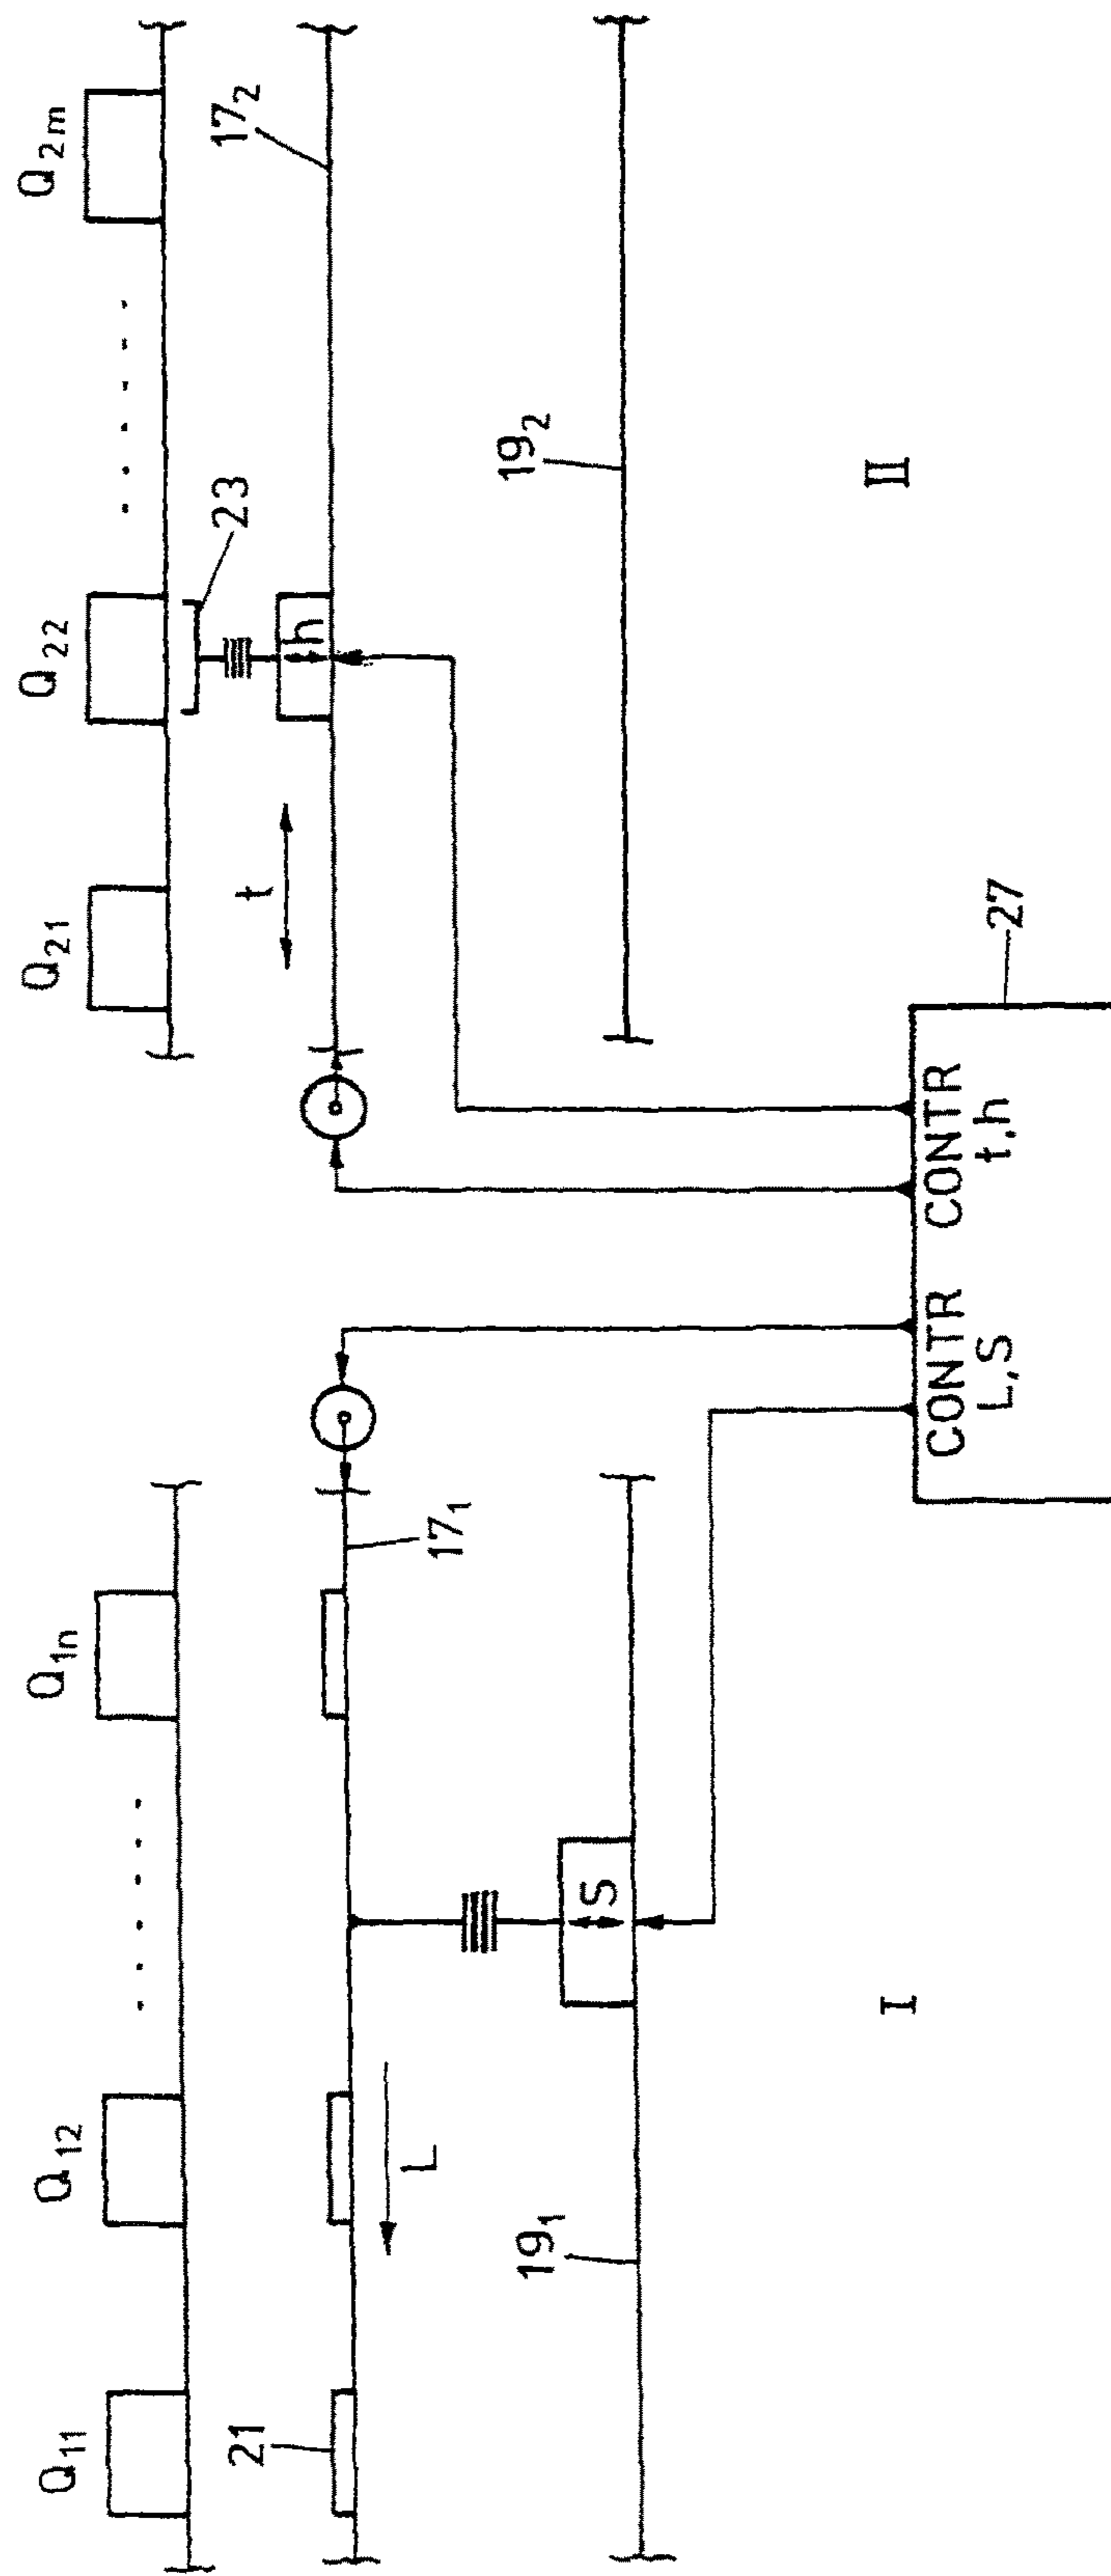 Q11
Q12
Q1n
Q21
Q22
Q2m
21
L
17₁
t
h
23
17₂
19₁
S
19₂
I
II
CONTR
L,S
CONTR
t,h
27